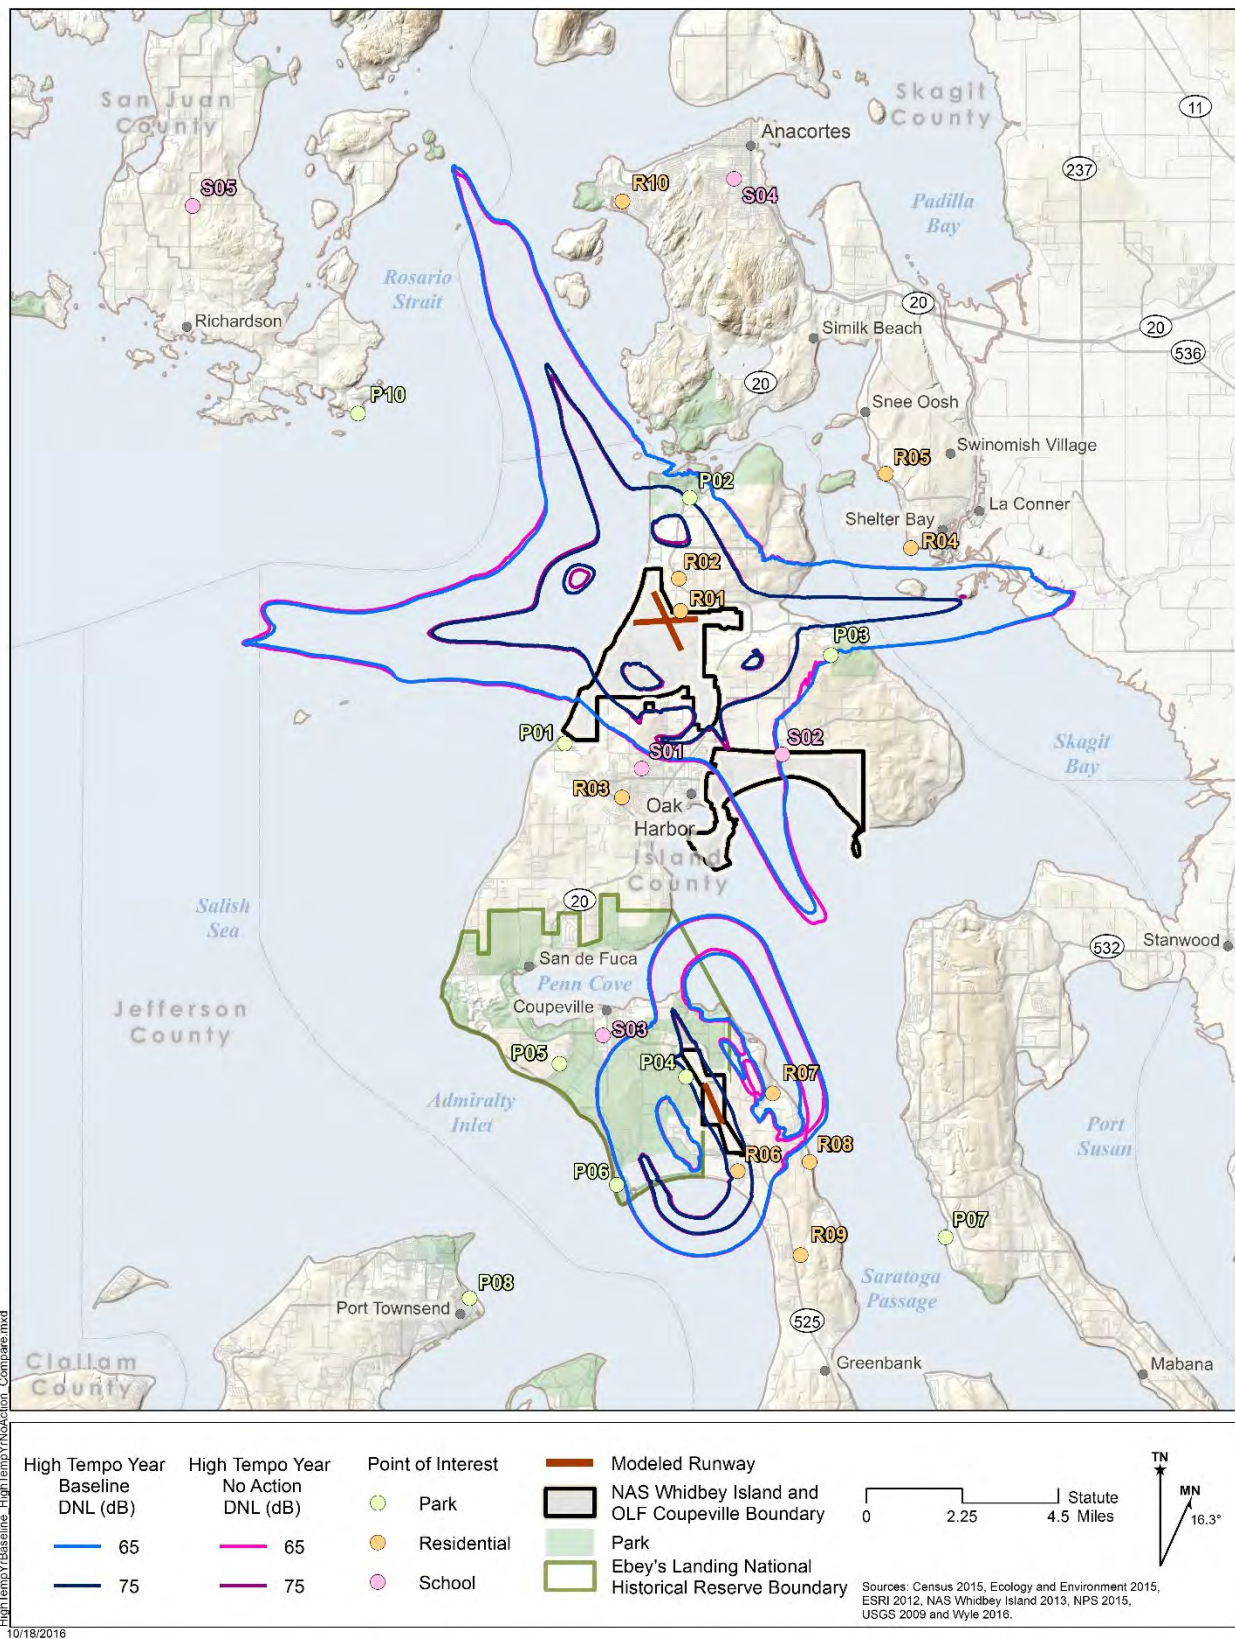 San Juan
County
Skagit
County
11
Anacortes
237
S05
R10
S04
Padilla
Bay
Rosario
Strait
20
Richardson
Similk Beach
20
536
20
P10
Snee Oosh
Swinomish Village
R05
P02
La Conner
Shelter Bay
R04
R02
R01
P03
P01
S01
S02
Skagit
Bay
R03
Oak
Harbor
Island
County
20
Salish
Sea
532
Stanwood
San de Fuca
Penn Cove
Jefferson
County
Coupeville
S03
P05
P04
R07
Admiralty
Inlet
Port
Susan
R08
R06
P06
P07
R09
Saratoga
Passage
P08
Port Townsend
525
Clallam
County
Greenbank
Mabana
HighTempYrBaseline_HighTempYrNoAction_Compare.mxd
High Tempo Year
Baseline
DNL (dB)
65
75
High Tempo Year
No Action
DNL (dB)
65
75
Point of Interest
Park
Residential
School
Modeled Runway
NAS Whidbey Island and
OLF Coupeville Boundary
Park
Ebey's Landing National
Historical Reserve Boundary
Statute
0 2.25 4.5 Miles
TN
MN
16.3°
Sources: Census 2015, Ecology and Environment 2015,
ESRI 2012, NAS Whidbey Island 2013, NPS 2015,
USGS 2009 and Wyle 2016.
10/18/2016